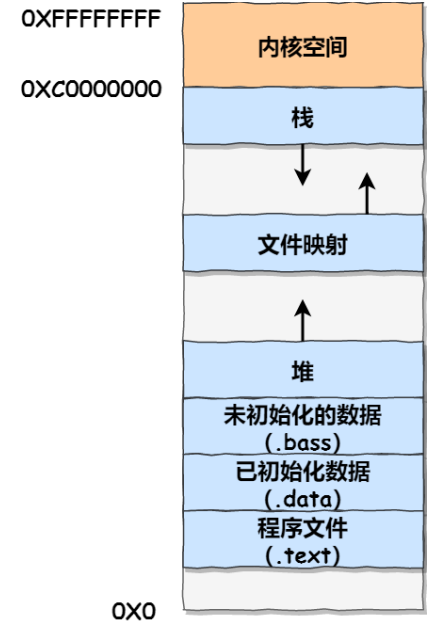 0XFFFFFFFF
内核空间
0XC0000000
栈
文件映射
堆
未初始化的数据
(.bass)
已初始化数据
(.data)
程序文件
(.text)
0X0